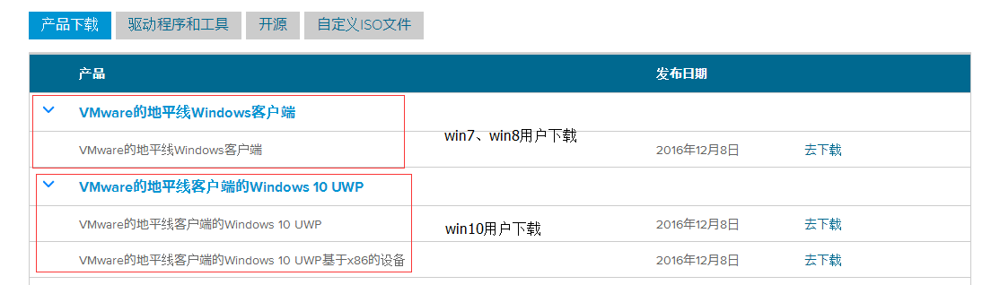 产品下载 驱动程序和工具 开源 自定义ISO文件
产品 发布日期
VMware的地平线Windows客户端
win7、win8用户下载
VMware的地平线Windows客户端 2016年12月8日 去下载
VMware的地平线客户端的Windows 10 UWP
VMware的地平线客户端的Windows 10 UWP 2016年12月8日 去下载
win10用户下载
VMware的地平线客户端的Windows 10 UWP基于x86的设备 2016年12月8日 去下载